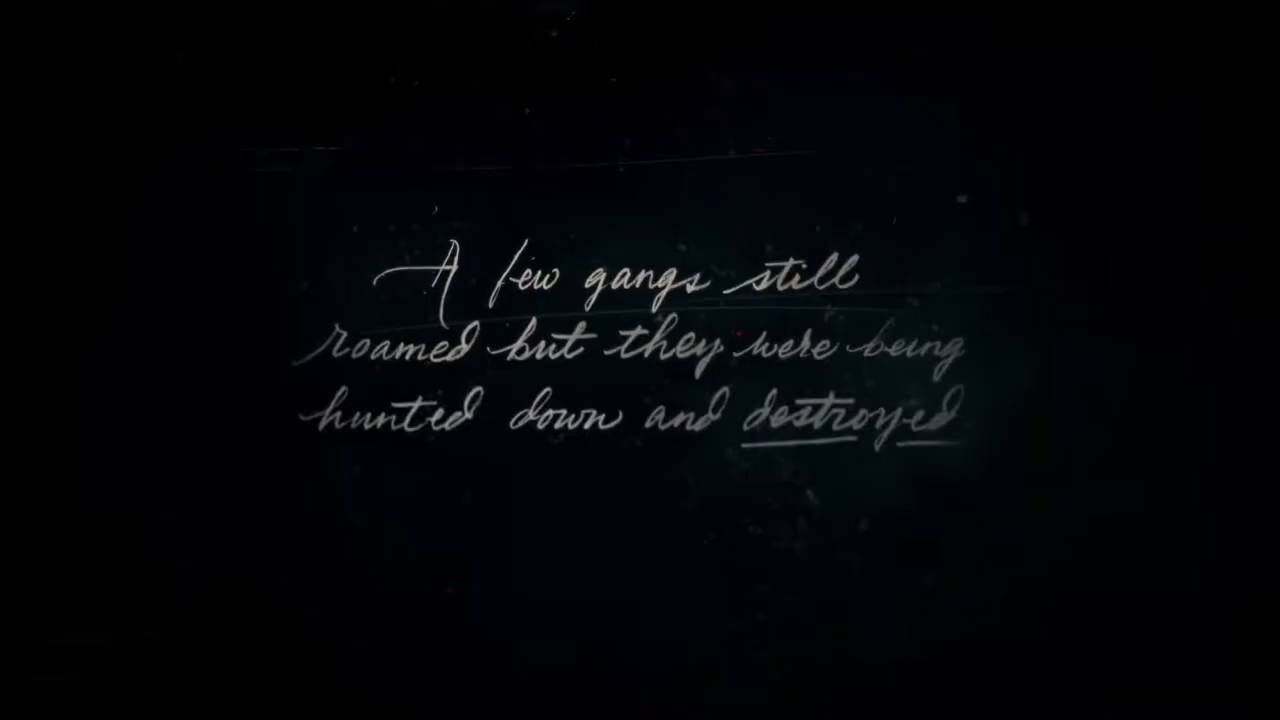 A few gangs still
roamed but they were being
hunted down and destroyed